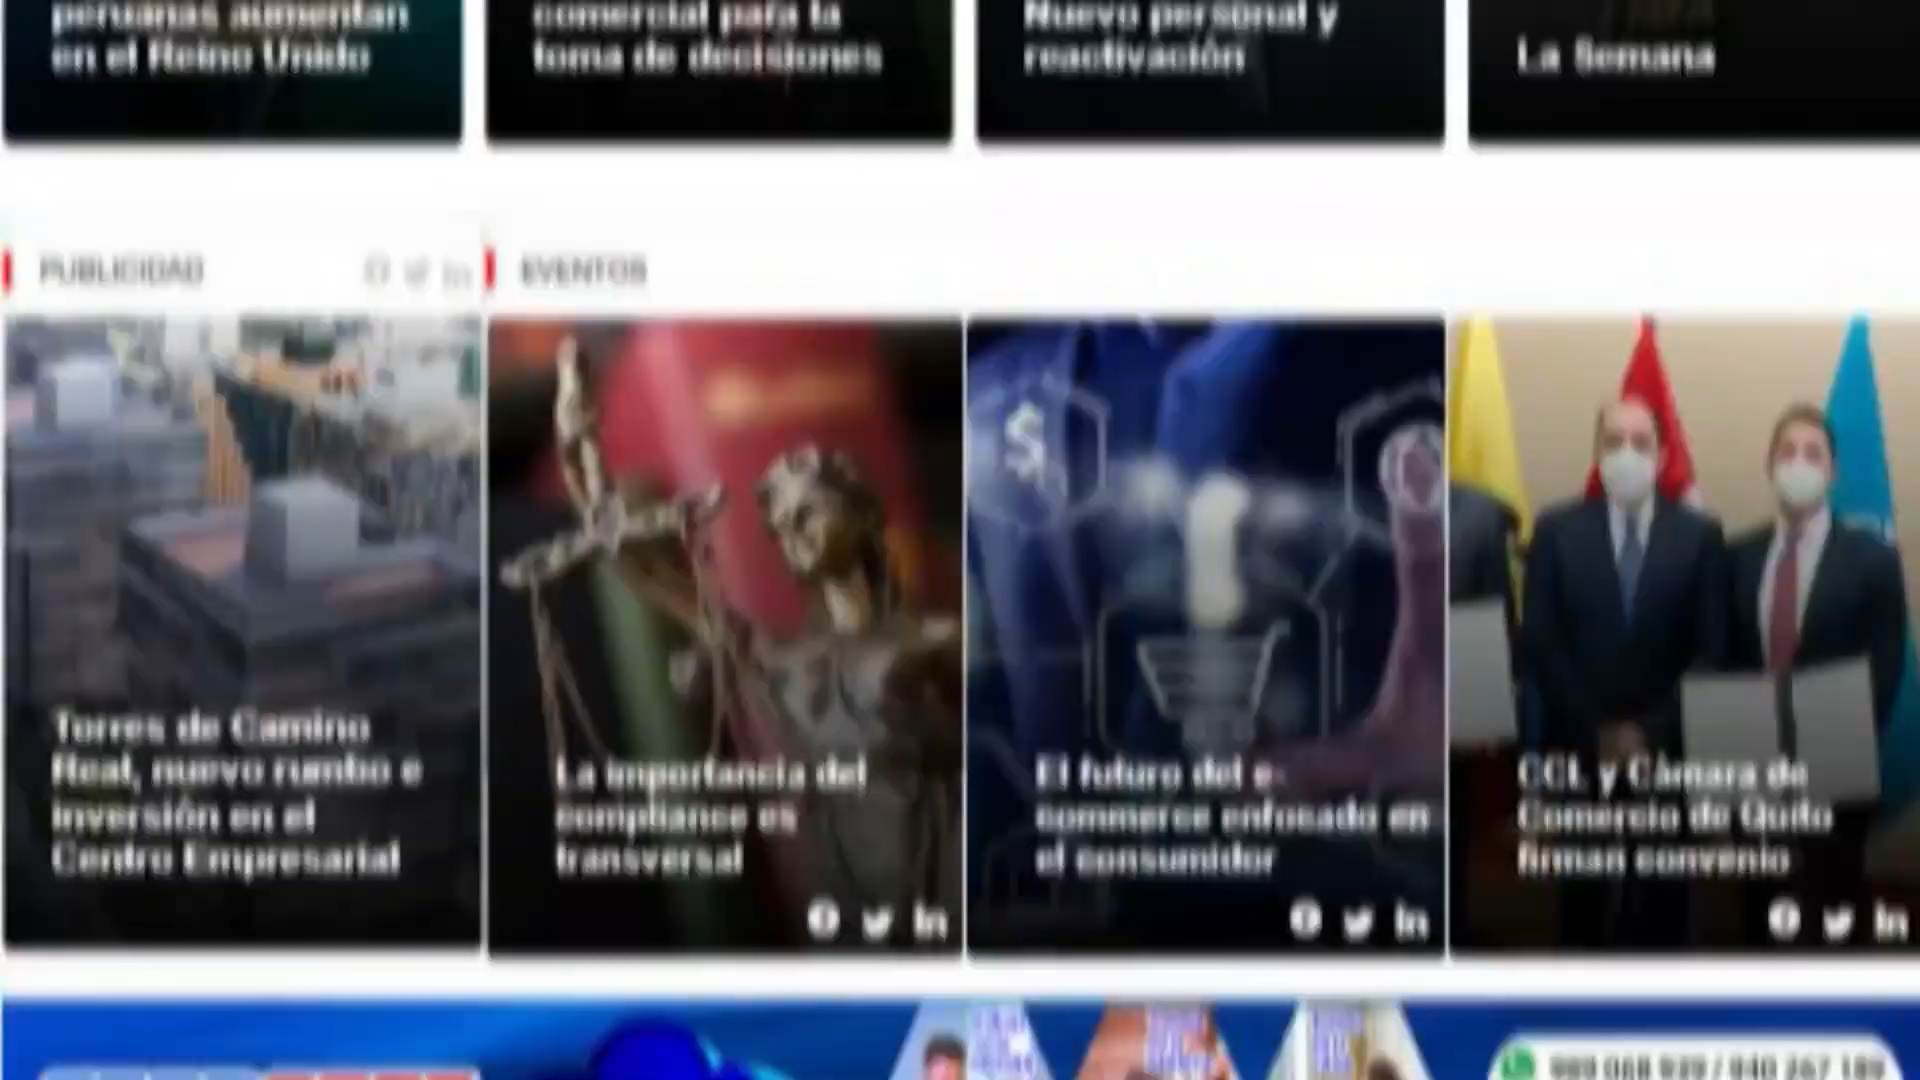 peruanas aumentan
en el Reino Unido
comercial para la
toma de decisiones
Nuevo personal y
reactivación
La Semana
PUBLICIDAD
EVENTOS
Torres de Camino
Real, nuevo rumbo e
inversión en el
Centro Empresarial
La importancia del
compliance es
transversal
El futuro del e-
commerce enfocado en
el consumidor
CCL y Cámara de
Comercio de Quito
firman convenio